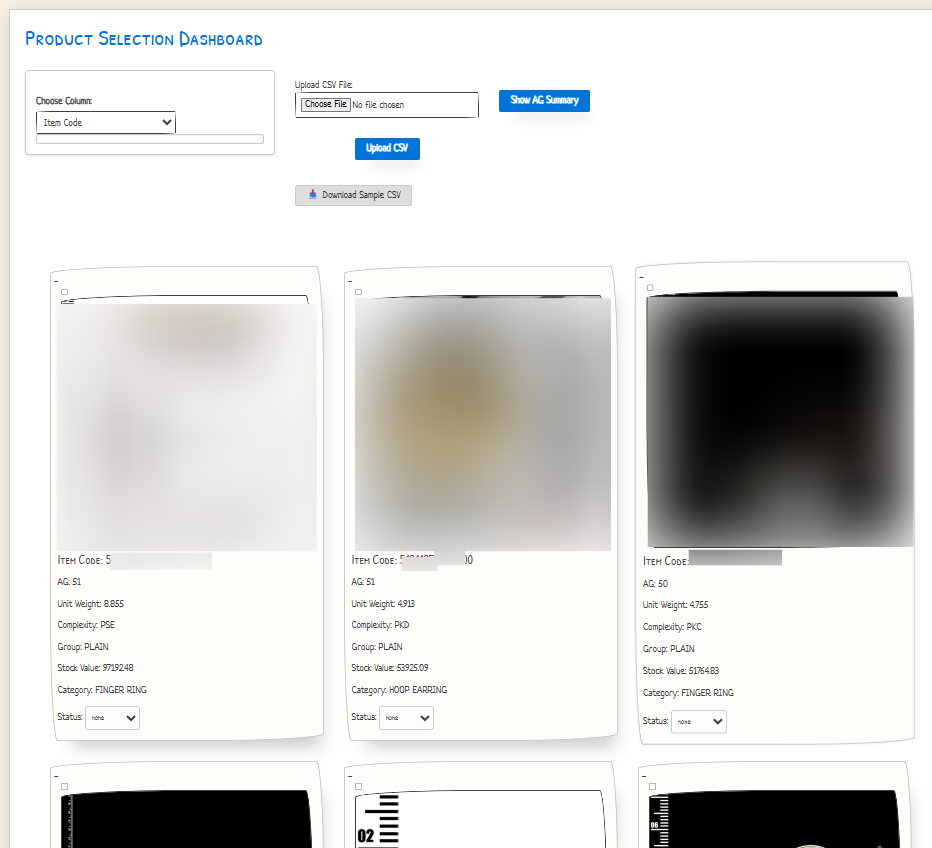 Product Selection Dashboard
Choose Column:
Item Code
Upload CSV File:
Choose File No file chosen
Show AG Summary
Upload CSV
Download Sample CSV
Item Code: 5
AG: 51
Unit Weight: 8.855
Complexity: PSE
Group: PLAIN
Stock Value: 97192.48
Category: FINGER RING
Status: none
Item Code: 00
AG: 51
Unit Weight: 4.913
Complexity: PKD
Group: PLAIN
Stock Value: 53925.09
Category: HOOP EARRING
Status: none
Item Code:
AG: 50
Unit Weight: 4.755
Complexity: PKC
Group: PLAIN
Stock Value: 51764.83
Category: FINGER RING
Status: none
02
06